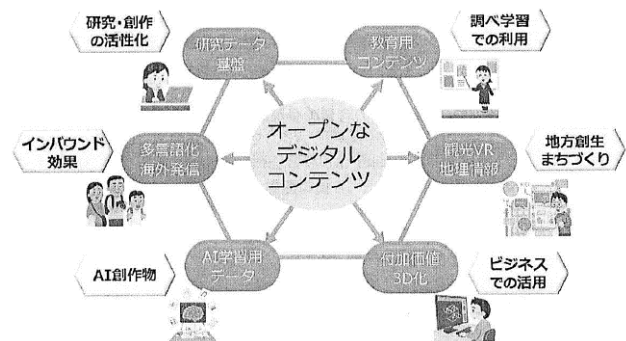 研究・創作
の活性化
研究データ
基盤
教育用
コンテンツ
調べ学習
での利用
インバウンド
効果
多言語化
海外発信
オープンな
デジタル
コンテンツ
観光VR
地理情報
地方創生
まちづくり
AI創作物
AI学習用
データ
付加価値
3D化
ビジネス
での活用